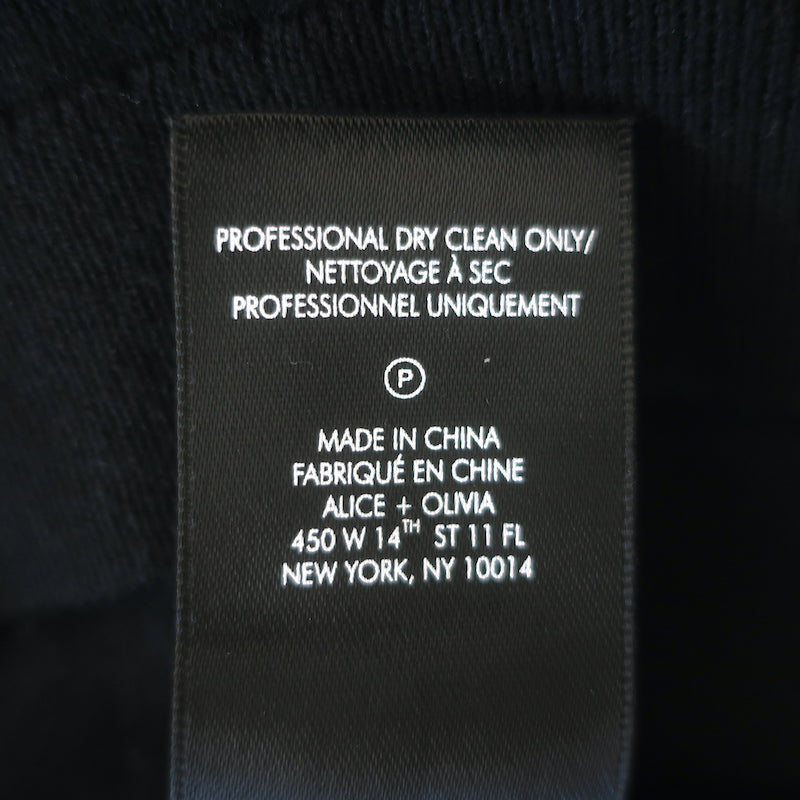 PROFESSIONAL DRY CLEAN ONLY/
NETTOYAGE À SEC
PROFESSIONNEL UNIQUEMENT
P
MADE IN CHINA
FABRIQUÉ EN CHINE
ALICE + OLIVIA
450 W 14TH ST 11 FL
NEW YORK, NY 10014